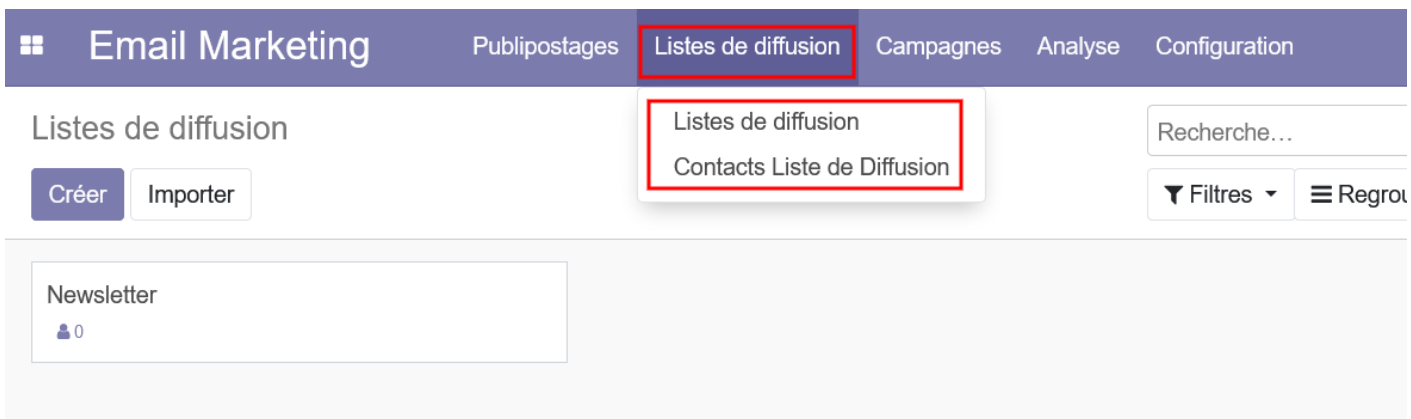 Email Marketing Publipostages Listes de diffusion Campagnes Analyse Configuration
Listes de diffusion
Créer Importer
Listes de diffusion
Contacts Liste de Diffusion
Recherche...
Filtres
Newsletter
0